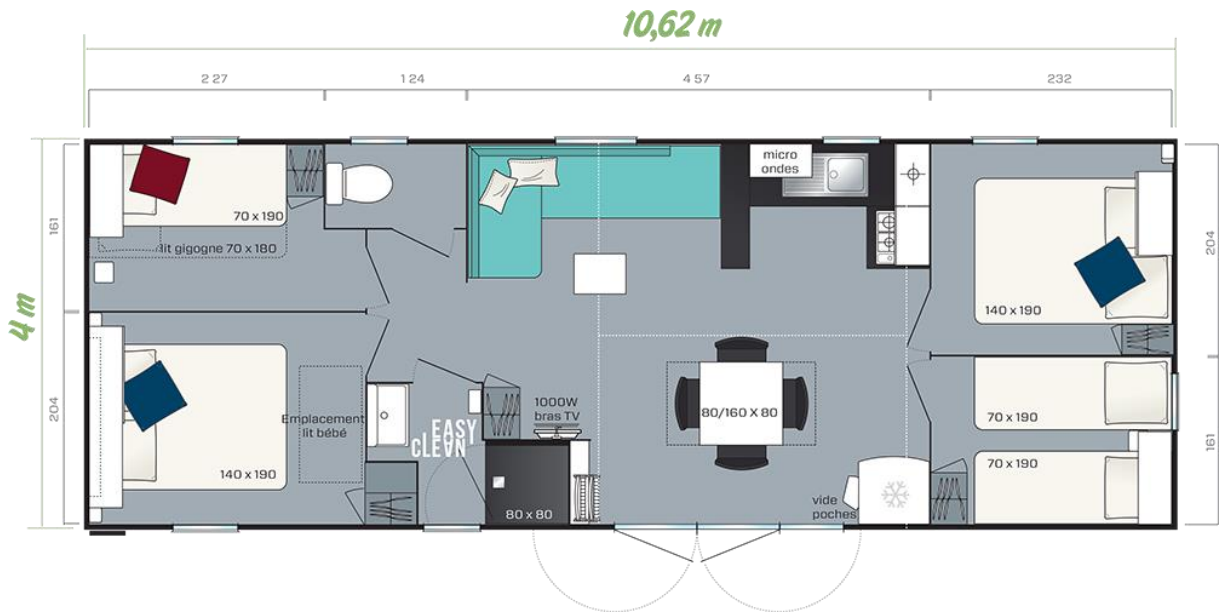 10,62 m
2 27
1 24
4 57
232
micro
ondes
161
70 x 190
lit gigogne 70 x 180
204
4 m
140 x 190
204
Emplacement
lit bébé
140 x 190
EASY
CLEAN
1000W
bras TV
80/160 X 80
70 x 190
161
70 x 190
80 x 80
vide
poches